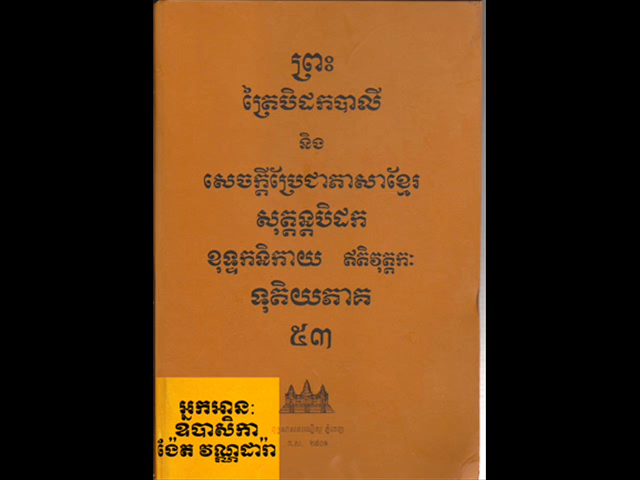 ព្រះ
ត្រៃបិដកបាលី
និង
សេចក្តីប្រែជាភាសាខ្មែរ
សុត្តន្តបិដក
ខុទ្ទកនិកាយ ឥតិវុត្តកៈ
ទុតិយភាគ
៥៣
អ្នកអានៈ
ឧបាសិកា
ង៉ែត វណ្ណដារ៉ា